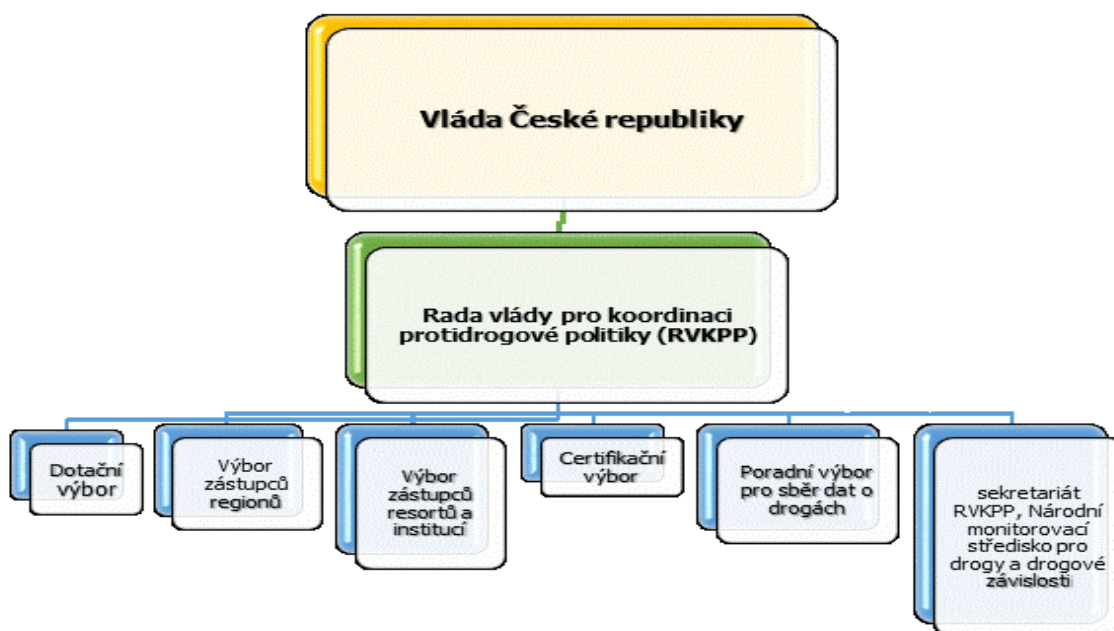 Vláda České republiky
Rada vlády pro koordinaci
protidrogové politiky (RVKPP)
Dotační
výbor
Výbor
zástupců
regionů
Výbor
zástupců
resortů a
institucí
Certifikační
výbor
Poradní výbor
pro sběr dat o
drogách
sekretariát
RVKPP, Národní
monitorovací
středisko pro
drogy a drogové
závislosti